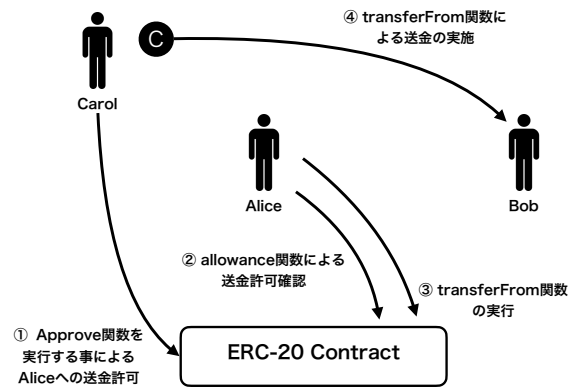 ④ transferFrom関数に
よる送金の実施
C
Carol
Alice
Bob
② allowance関数による
送金許可確認
③ transferFrom関数
の実行
① Approve関数を
実行する事による
Aliceへの送金許可
ERC-20 Contract